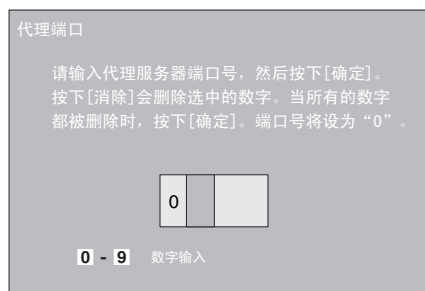 代理端口
请输入代理服务器端口号，然后按下[确定]。
按下[消除]会删除选中的数字。当所有的数字
都被删除时，按下[确定]。端口号将设为“0”。
0
0 - 9 数字输入